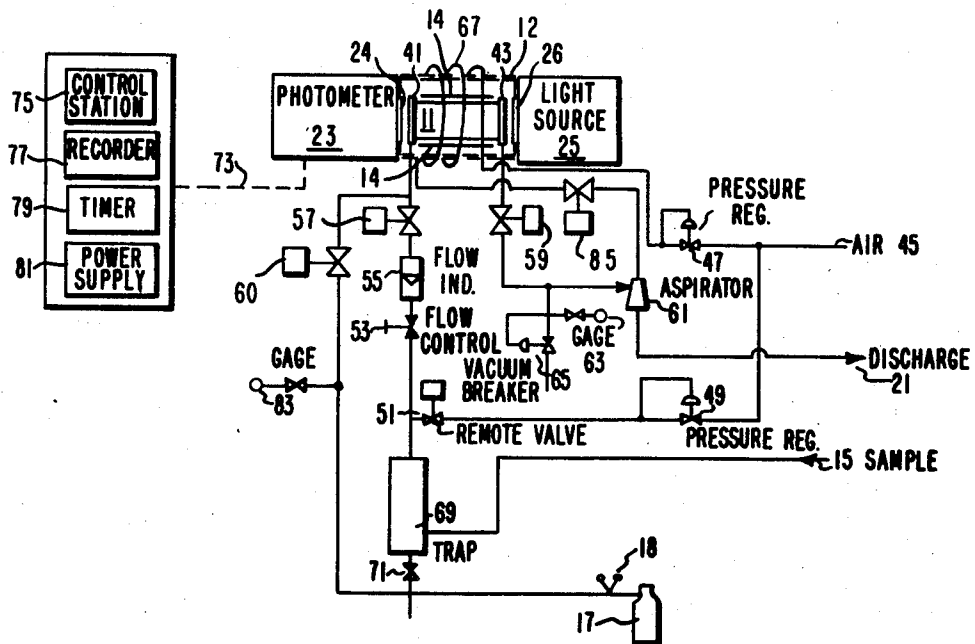 14 67 12
24 41 43 26
75 CONTROL STATION
PHOTOMETER 23
11
LIGHT SOURCE 25
77 RECORDER
73
14
79 TIMER
57
59
85
PRESSURE REG.
47
AIR 45
81 POWER SUPPLY
60
55 FLOW IND.
ASPIRATOR
61
53 FLOW CONTROL
GAGE 63
VACUUM BREAKER 65
GAGE
83
DISCHARGE
21
51
REMOTE VALVE
49
PRESSURE REG.
15 SAMPLE
69
TRAP
71
18
17